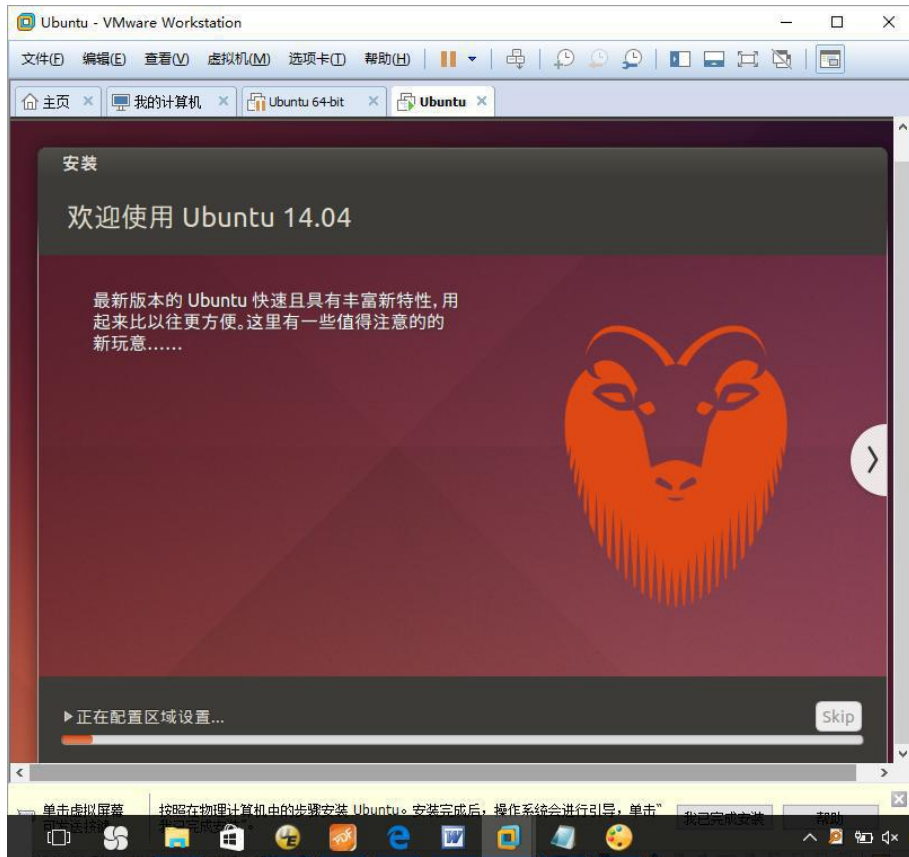 Ubuntu - VMware Workstation
文件(F) 编辑(E) 查看(V) 虚拟机(M) 选项卡(T) 帮助(H)
主页 我的计算机 Ubuntu 64-bit Ubuntu
安装
欢迎使用 Ubuntu 14.04
最新版本的 Ubuntu 快速且具有丰富新特性，用
起来比以往更方便。这里有一些值得注意的的
新玩意……
正在配置区域设置...
Skip
单击虚拟屏幕
按照在物理计算机中的步骤安装 Ubuntu。安装完成后，操作系统会进行引导，单击“
我已完成安装 帮助